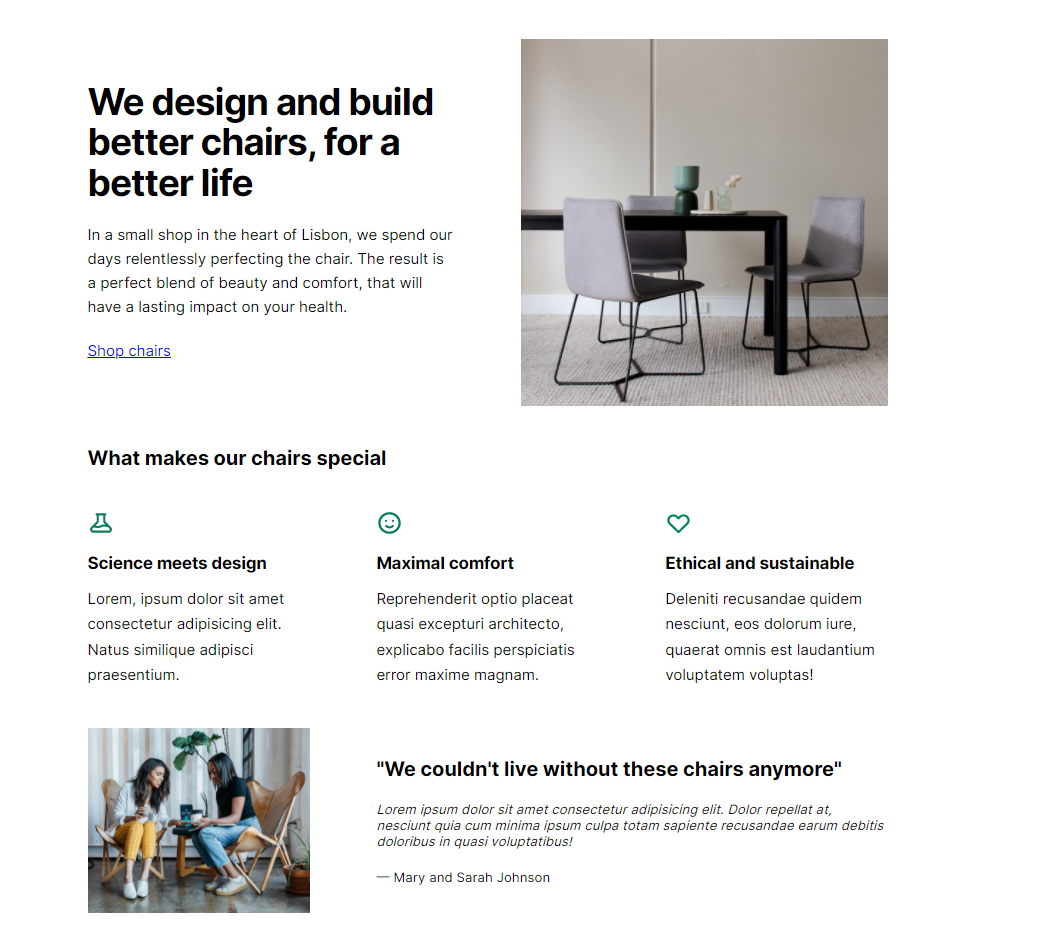 We design and build
better chairs, for a
better life
In a small shop in the heart of Lisbon, we spend our
days relentlessly perfecting the chair. The result is
a perfect blend of beauty and comfort, that will
have a lasting impact on your health.
Shop chairs
What makes our chairs special
Science meets design
Lorem, ipsum dolor sit amet
consectetur adipisicing elit.
Natus similique adipisci
praesentium.
Maximal comfort
Reprehenderit optio placeat
quasi excepturi architecto,
explicabo facilis perspiciatis
error maxime magnam.
Ethical and sustainable
Deleniti recusandae quidem
nesciunt, eos dolorum iure,
quaerat omnis est laudantium
voluptatem voluptas!
"We couldn't live without these chairs anymore"
Lorem ipsum dolor sit amet consectetur adipisicing elit. Dolor repellat at,
nesciunt quia cum minima ipsum culpa totam sapiente recusandae earum debitis
doloribus in quasi voluptatibus!
— Mary and Sarah Johnson